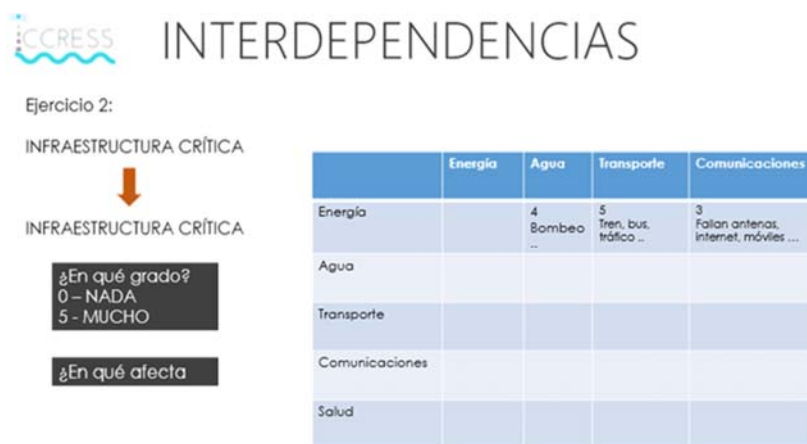 ICCRESS
INTERDEPENDENCIAS
Ejercicio 2:
INFRAESTRUCTURA CRÍTICA
INFRAESTRUCTURA CRÍTICA
¿En qué grado?
0 – NADA
5 - MUCHO
¿En qué afecta
Energía Agua Transporte Comunicaciones
Energía
4
Bombeo
..
5
Tren, bus,
tráfico ..
3
Fallan antenas,
internet, móviles ....
Agua
Transporte
Comunicaciones
Salud